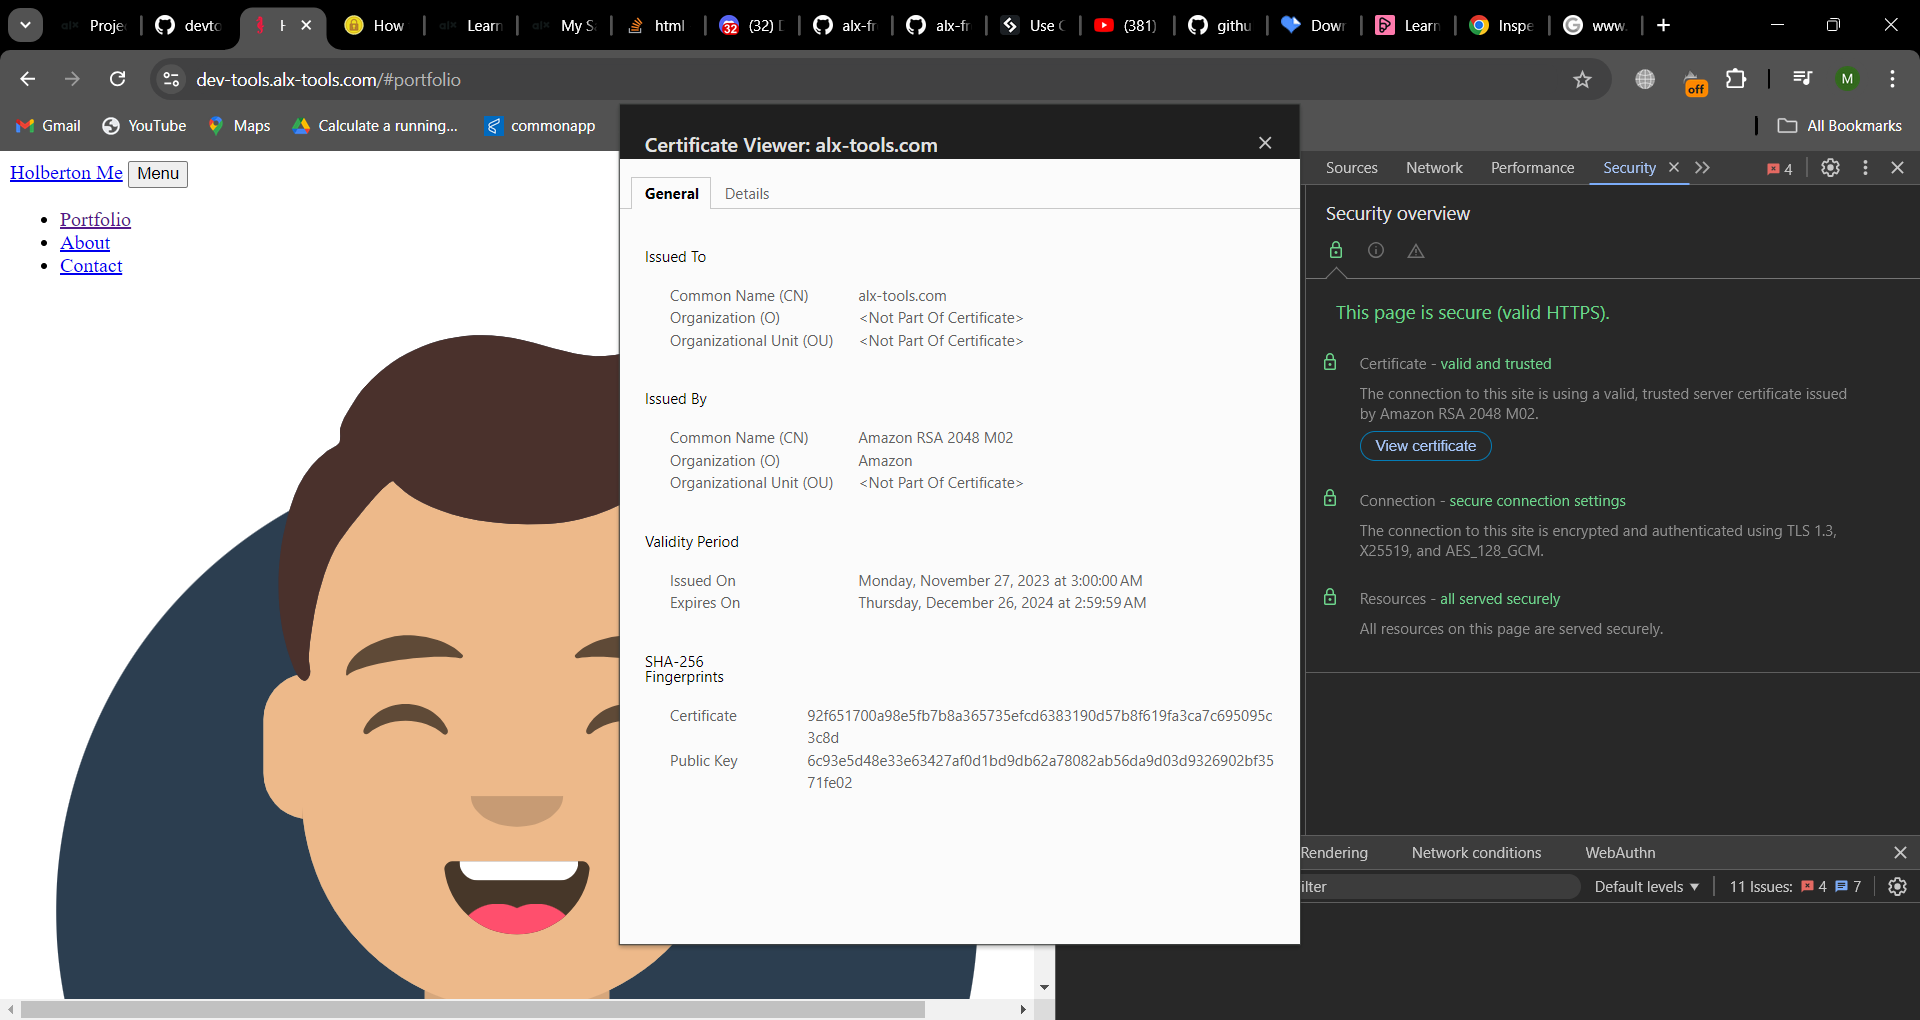 Proje
devto
H
How
Learn
My S
html
(32) D
alx-fr
alx-fr
Use C
(381)
githu
Dowr
Learn
Inspe
www.
dev-tools.alx-tools.com/#portfolio
off
M
Gmail
YouTube
Maps
Calculate a running...
commonapp
All Bookmarks
Holberton Me
Menu
Portfolio
About
Contact
Certificate Viewer: alx-tools.com
General
Details
Issued To
Common Name (CN) alx-tools.com
Organization (O) <Not Part Of Certificate>
Organizational Unit (OU) <Not Part Of Certificate>
Issued By
Common Name (CN) Amazon RSA 2048 M02
Organization (O) Amazon
Organizational Unit (OU) <Not Part Of Certificate>
Validity Period
Issued On Monday, November 27, 2023 at 3:00:00 AM
Expires On Thursday, December 26, 2024 at 2:59:59 AM
SHA-256
Fingerprints
Certificate 92f651700a98e5fb7b8a365735efcd6383190d57b8f619fa3ca7c695095c
3c8d
Public Key 6c93e5d48e33e63427af0d1bd9db62a78082ab56da9d03d9326902bf35
71fe02
Sources
Network
Performance
Security
4
Security overview
This page is secure (valid HTTPS).
Certificate - valid and trusted
The connection to this site is using a valid, trusted server certificate issued
by Amazon RSA 2048 M02.
View certificate
Connection - secure connection settings
The connection to this site is encrypted and authenticated using TLS 1.3,
X25519, and AES_128_GCM.
Resources - all served securely
All resources on this page are served securely.
Rendering
Network conditions
WebAuthn
ilter
Default levels
11 Issues: 4 7